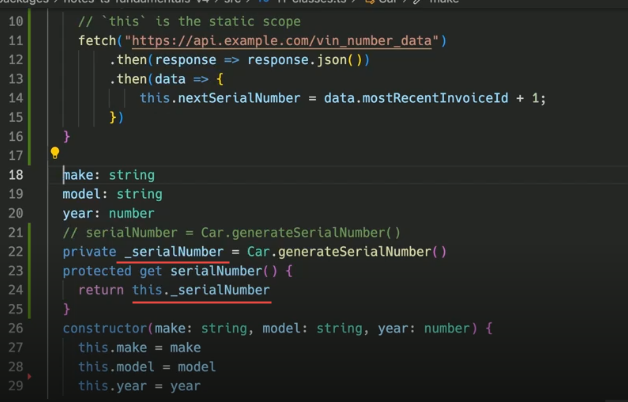 packages > notes-ts-fundamentals-v4 > src > 11-classes.ts > Car > make
10 // `this` is the static scope
11 fetch("https://api.example.com/vin_number_data")
12 .then(response => response.json())
13 .then(data => {
14 this.nextSerialNumber = data.mostRecentInvoiceId + 1;
15 })
16 }
17
18 make: string
19 model: string
20 year: number
21 // serialNumber = Car.generateSerialNumber()
22 private _serialNumber = Car.generateSerialNumber()
23 protected get serialNumber() {
24 return this._serialNumber
25 }
26 constructor(make: string, model: string, year: number) {
27 this.make = make
28 this.model = model
29 this.year = year